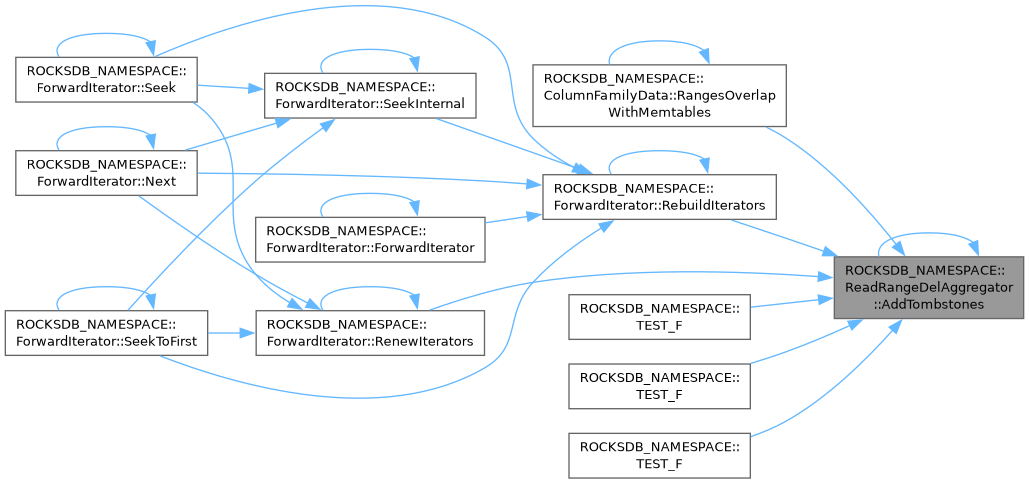 ROCKSDB_NAMESPACE::
ForwardIterator::Seek
ROCKSDB_NAMESPACE::
ForwardIterator::SeekInternal
ROCKSDB_NAMESPACE::
ColumnFamilyData::RangesOverlap
WithMemtables
ROCKSDB_NAMESPACE::
ForwardIterator::Next
ROCKSDB_NAMESPACE::
ForwardIterator::RebuildIterators
ROCKSDB_NAMESPACE::
ForwardIterator::ForwardIterator
ROCKSDB_NAMESPACE::
ReadRangeDelAggregator
::AddTombstones
ROCKSDB_NAMESPACE::
ForwardIterator::SeekToFirst
ROCKSDB_NAMESPACE::
ForwardIterator::RenewIterators
ROCKSDB_NAMESPACE::
TEST_F
ROCKSDB_NAMESPACE::
TEST_F
ROCKSDB_NAMESPACE::
TEST_F